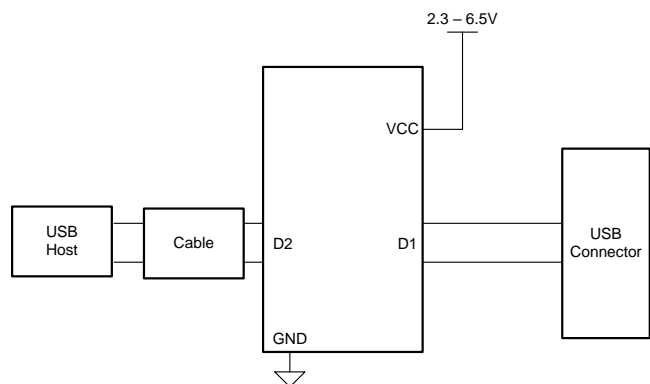 2.3 – 6.5V
VCC
USB
Host
Cable
D2
D1
USB
Connector
GND